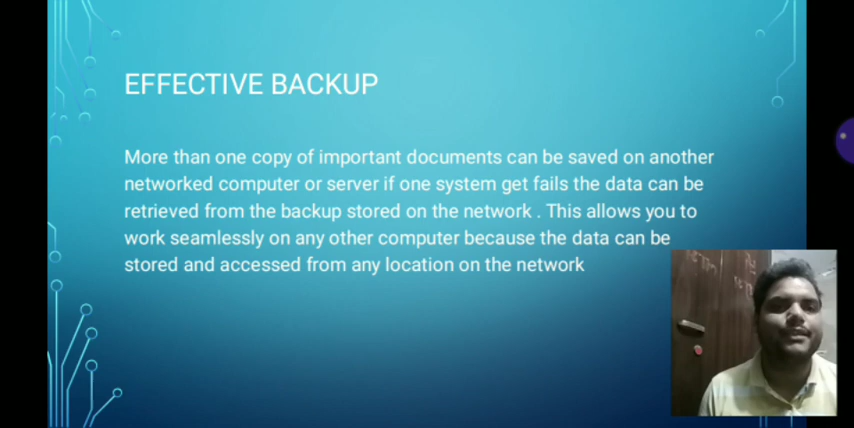 EFFECTIVE BACKUP
More than one copy of important documents can be saved on another
networked computer or server if one system get fails the data can be
retrieved from the backup stored on the network . This allows you to
work seamlessly on any other computer because the data can be
stored and accessed from any location on the network